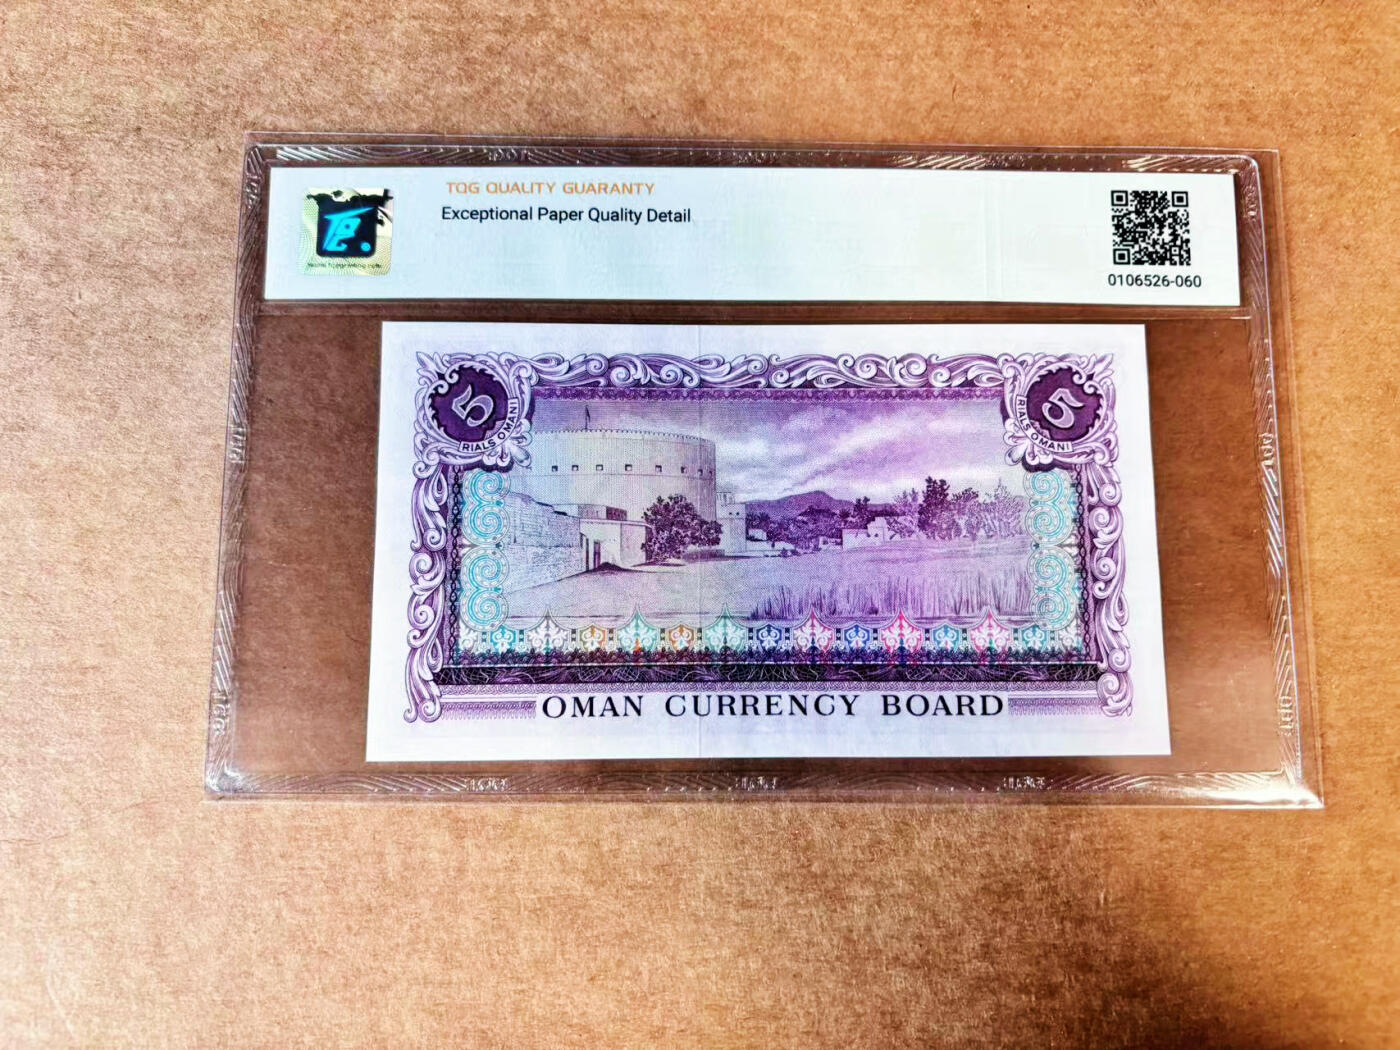 TQG QUALITY GUARANTY
Exceptional Paper Quality Detail
0106526-060
5
RIALS OMANI
5
RIALS OMANI
OMAN CURRENCY BOARD